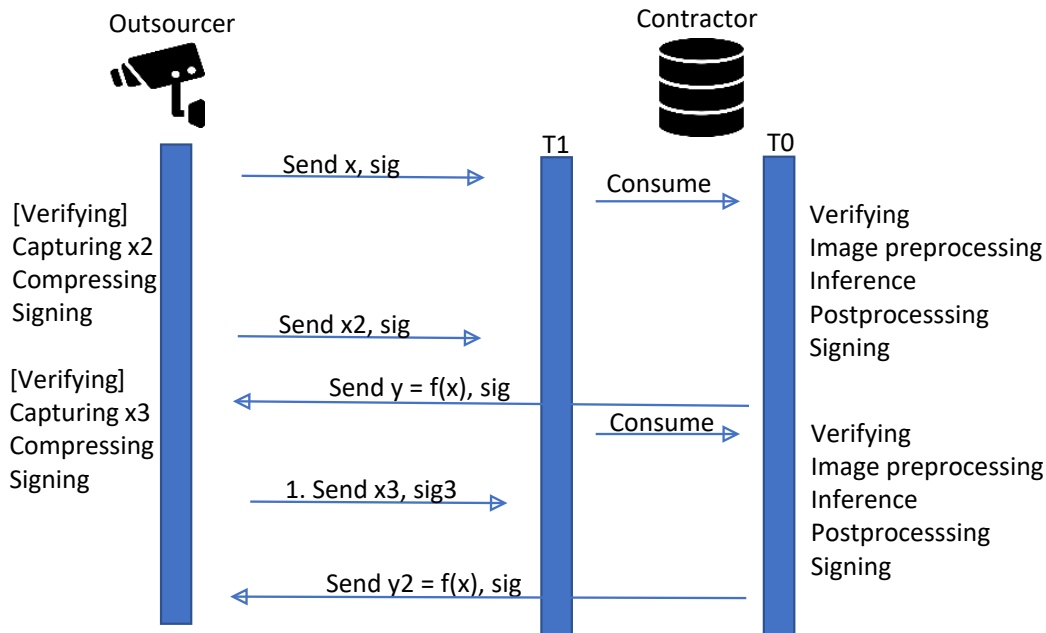 Outsourcer
Contractor
T1
T0
Send x, sig
Consume
[Verifying]
Capturing x2
Compressing
Signing
Verifying
Image preprocessing
Inference
Postprocesssing
Signing
Send x2, sig
[Verifying]
Capturing x3
Compressing
Signing
Send y = f(x), sig
Consume
Verifying
Image preprocessing
Inference
Postprocesssing
Signing
1. Send x3, sig3
Send y2 = f(x), sig